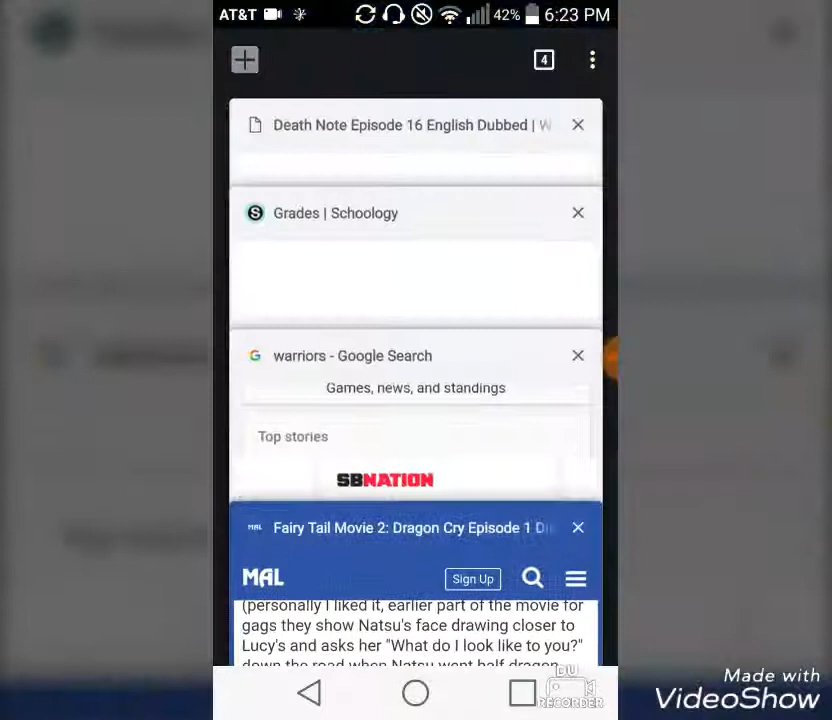 AT&T 42% 6:23 PM
4
Death Note Episode 16 English Dubbed | W
Grades | Schoology
warriors - Google Search
Games, news, and standings
Top stories
SBNATION
MAL Fairy Tail Movie 2: Dragon Cry Episode 1 Di
MAL Sign Up
(personally I liked it, earlier part of the movie for
gags they show Natsu's face drawing closer to
Lucy's and asks her "What do I look like to you?"
down the road when Natsu went half dragon
DU
RECORDER
Made with
VideoShow